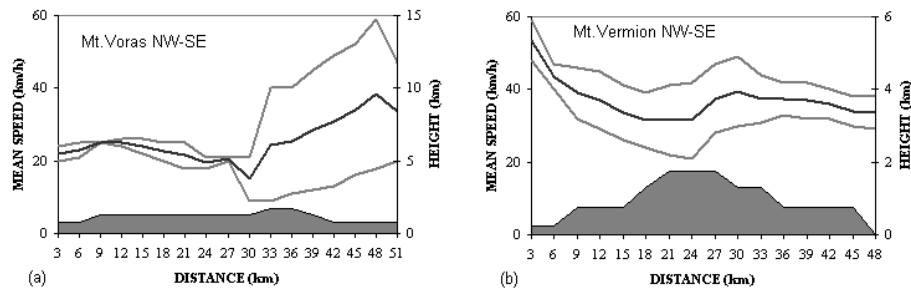 Mt.Voras NW-SE
MEAN SPEED (km/h)
60
40
20
0
15
10
5
0
HEIGHT (km)
3 6 9 12 15 18 21 24 27 30 33 36 39 42 45 48 51
(a)
DISTANCE (km)
Mt.Vermion NW-SE
MEAN SPEED (km/h)
60
40
20
0
6
4
2
0
HEIGHT (km)
3 6 9 12 15 18 21 24 27 30 33 36 39 42 45 48
(b)
DISTANCE (km)